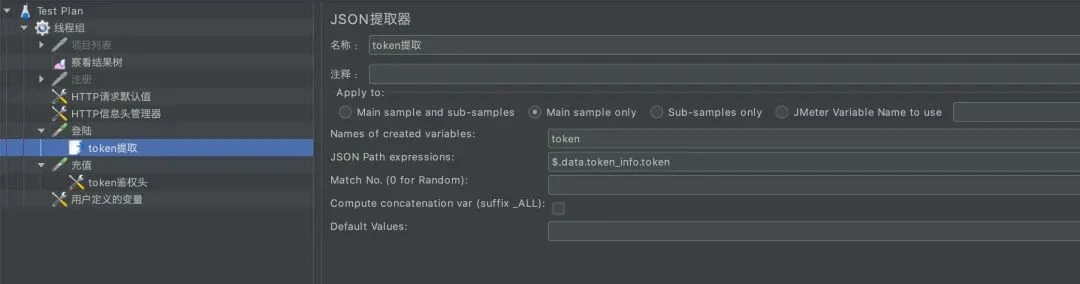 Test Plan
线程组
项目列表
察看结果树
注册
HTTP请求默认值
HTTP信息头管理器
登陆
token提取
充值
token鉴权头
用户定义的变量
JSON提取器
名称： token提取
注释：
Apply to:
Main sample and sub-samples Main sample only Sub-samples only JMeter Variable Name to use
Names of created variables: token
JSON Path expressions: $.data.token_info.token
Match No. (0 for Random):
Compute concatenation var (suffix _ALL):
Default Values: